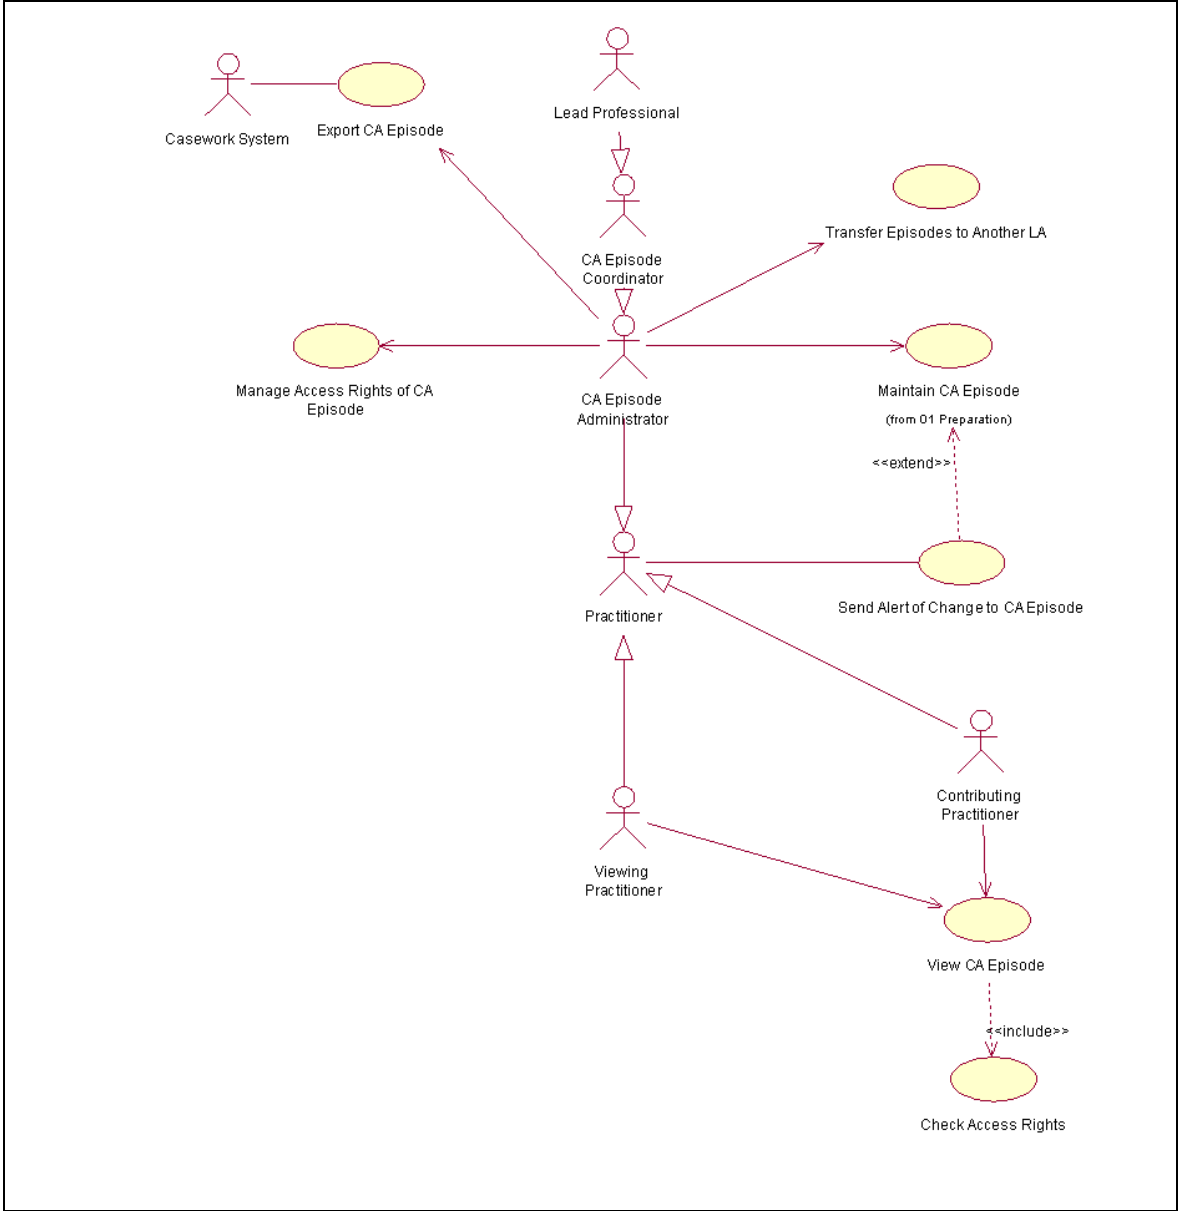 Lead Professional
Casework System
Export CA Episode
Transfer Episodes to Another LA
CA Episode
Coordinator
Manage Access Rights of CA
Episode
CA Episode
Administrator
Maintain CA Episode
(from 01 Preparation)
<<extend>>
Practitioner
Send Alert of Change to CA Episode
Contributing
Practitioner
Viewing
Practitioner
View CA Episode
<<include>>
Check Access Rights